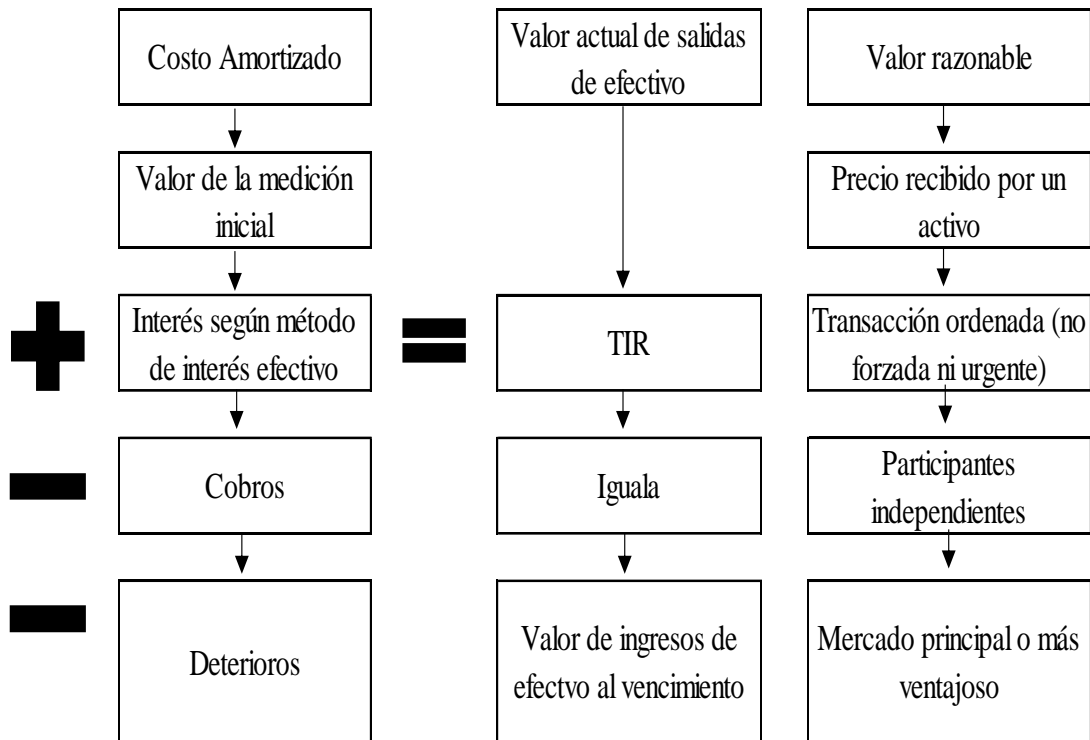 Costo Amortizado
Valor de la medición
inicial
Interés según método
de interés efectivo
Cobros
Deterioros
Valor actual de salidas
de efectivo
TIR
Iguala
Valor de ingresos de
efectvo al vencimiento
Valor razonable
Precio recibido por un
activo
Transacción ordenada (no
forzada ni urgente)
Participantes
independientes
Mercado principal o más
ventajoso